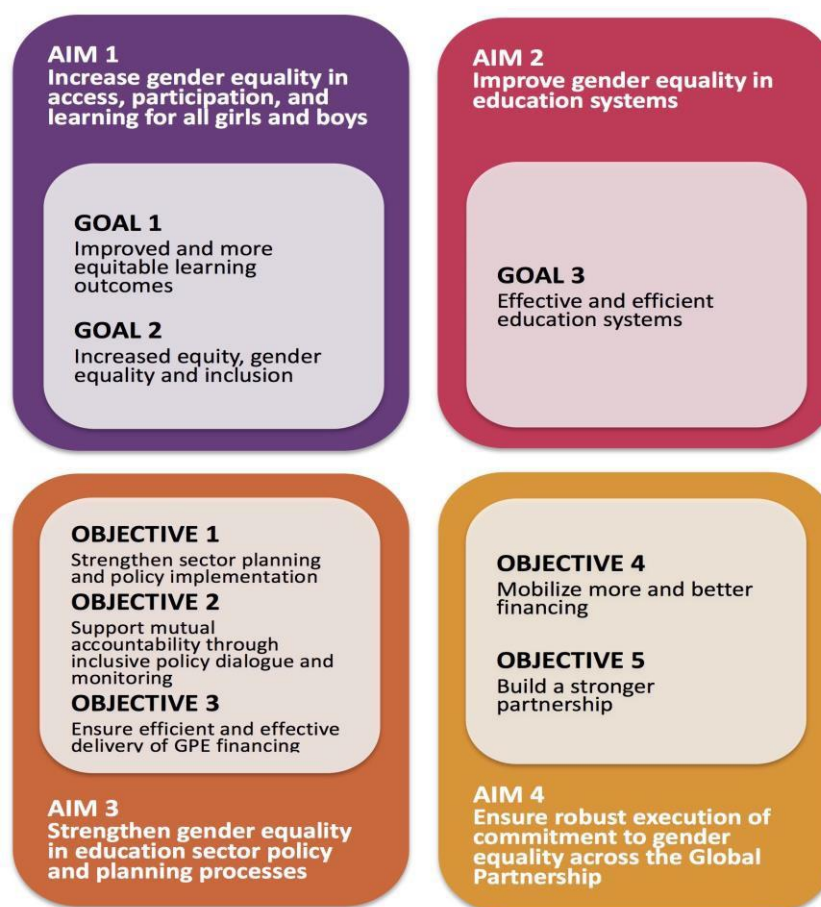 AIM 1
Increase gender equality in
access, participation, and
learning for all girls and boys
GOAL 1
Improved and more
equitable learning
outcomes
GOAL 2
Increased equity, gender
equality and inclusion
AIM 2
Improve gender equality in
education systems
GOAL 3
Effective and efficient
education systems
OBJECTIVE 1
Strengthen sector planning
and policy implementation
OBJECTIVE 2
Support mutual
accountability through
inclusive policy dialogue and
monitoring
OBJECTIVE 3
Ensure efficient and effective
delivery of GPE financing
AIM 3
Strengthen gender equality
in education sector policy
and planning processes
OBJECTIVE 4
Mobilize more and better
financing
OBJECTIVE 5
Build a stronger
partnership
AIM 4
Ensure robust execution of
commitment to gender
equality across the Global
Partnership